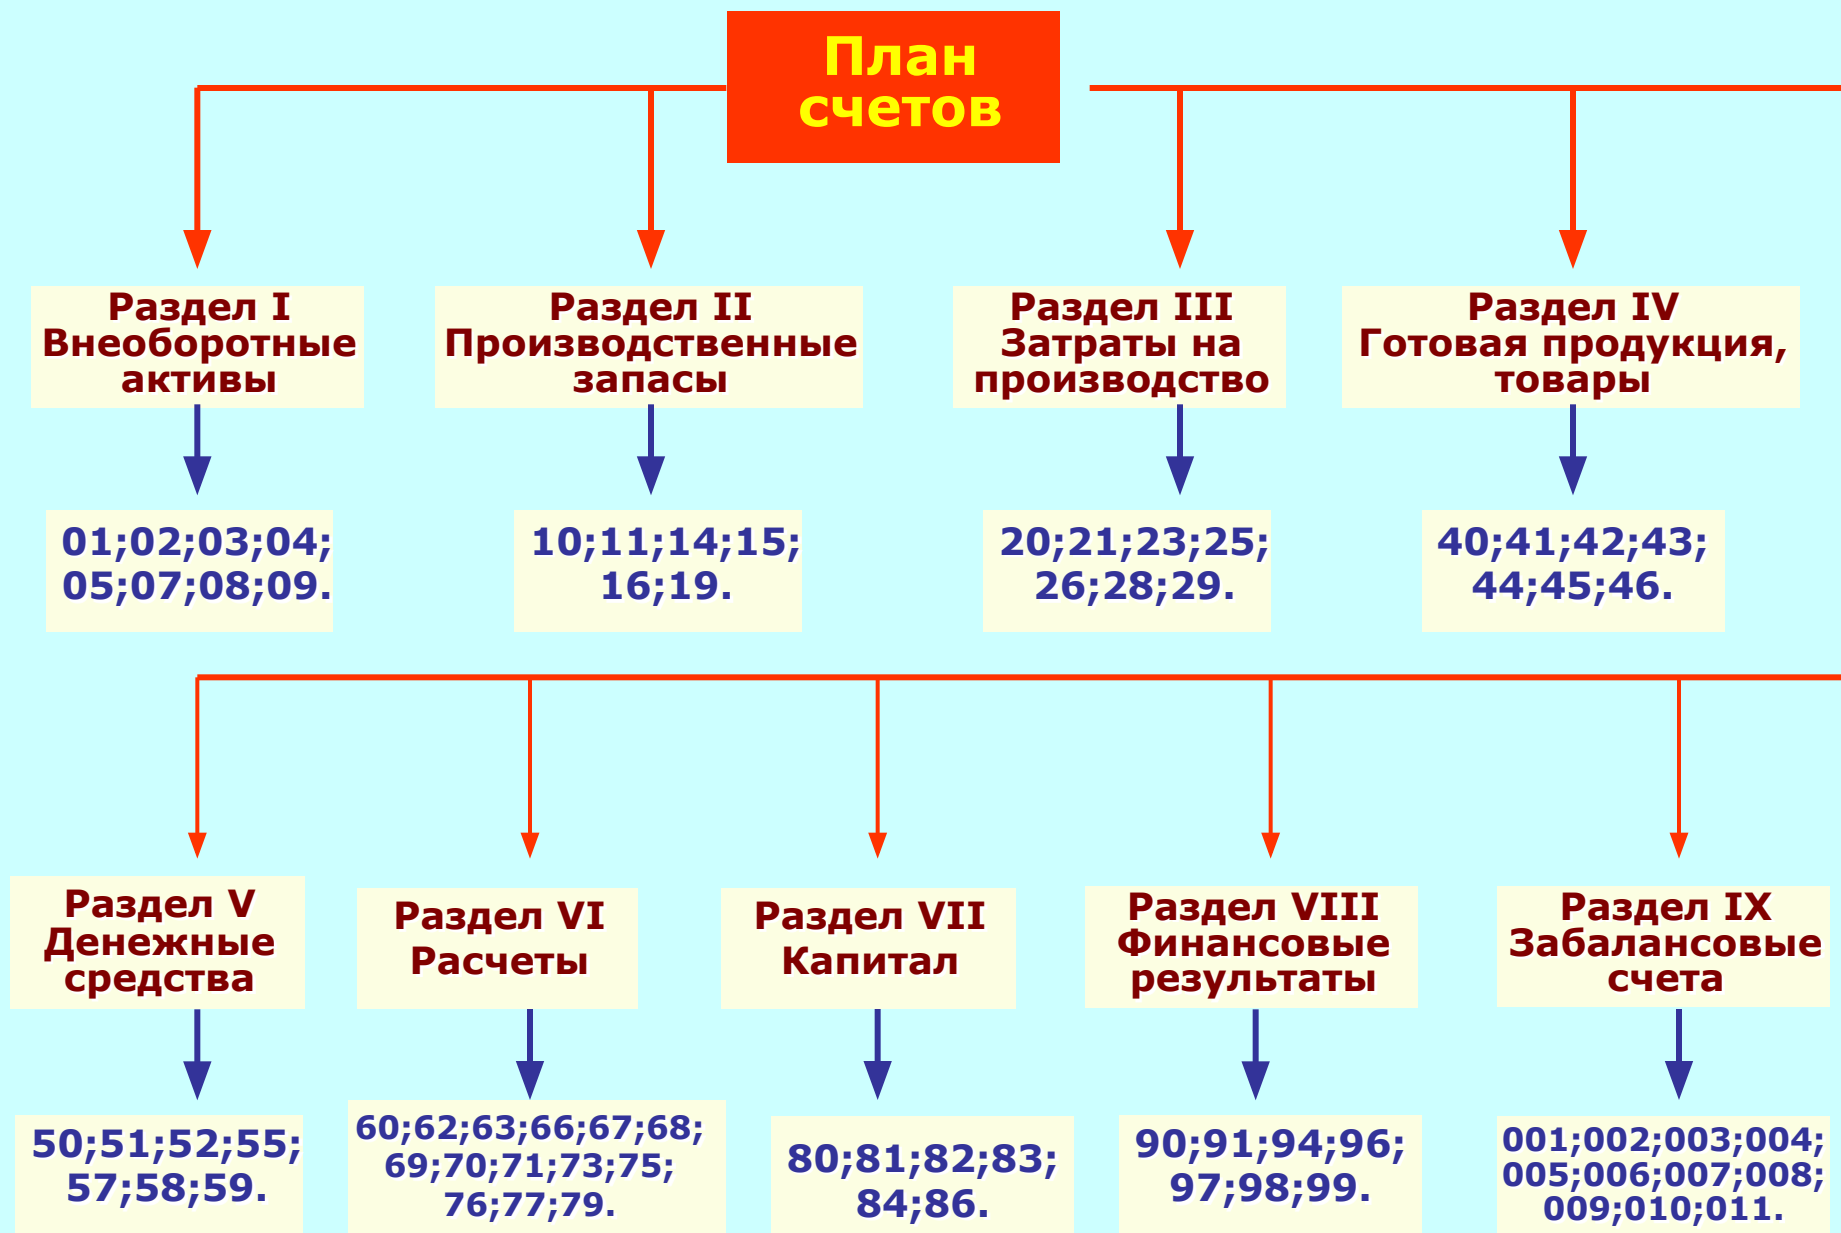 План
счетов
Раздел I
Внеоборотные
активы
Раздел II
Производственные
запасы
Раздел III
Затраты на
производство
Раздел IV
Готовая продукция,
товары
01;02;03;04;
05;07;08;09.
10;11;14;15;
16;19.
20;21;23;25;
26;28;29.
40;41;42;43;
44;45;46.
Раздел V
Денежные
средства
Раздел VI
Расчеты
Раздел VII
Капитал
Раздел VIII
Финансовые
результаты
Раздел IX
Забалансовые
счета
50;51;52;55;
57;58;59.
60;62;63;66;67;68;
69;70;71;73;75;
76;77;79.
80;81;82;83;
84;86.
90;91;94;96;
97;98;99.
001;002;003;004;
005;006;007;008;
009;010;011.